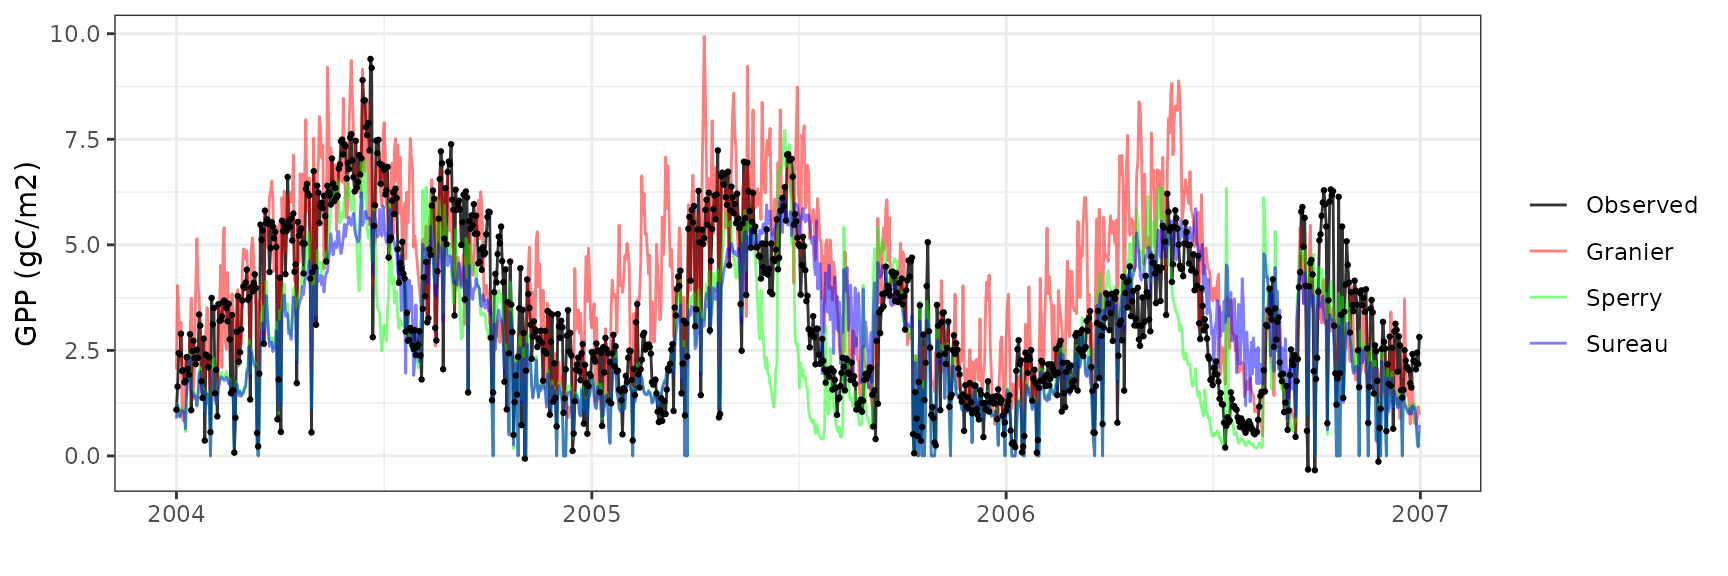 GPP (gC/m2)
10.0
7.5
5.0
2.5
0.0
2004 2005 2006 2007
Observed
Granier
Sperry
Sureau